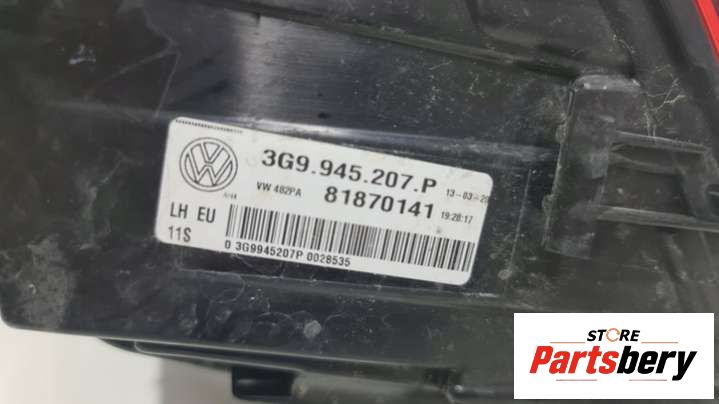 3G9.945.207.P 13-03-20
VW 482PA 81870141 19:28:17
LH EU
11S
0 3G9945207P 0028535
STORE
Partsbery